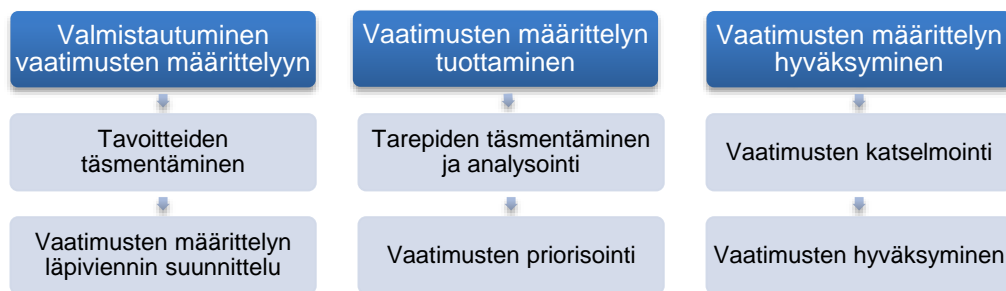 Valmistautuminen
vaatimusten määrittelyyn
Tavoitteiden
täsmentäminen
Vaatimusten määrittelyn
läpiviennin suunnittelu
Vaatimusten määrittelyn
tuottaminen
Tarepiden täsmentäminen
ja analysointi
Vaatimusten priorisointi
Vaatimusten määrittelyn
hyväksyminen
Vaatimusten katselmointi
Vaatimusten hyväksyminen